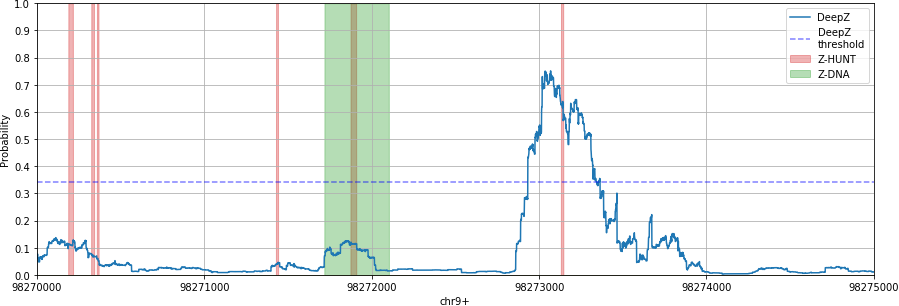 1.0
0.9
0.8
0.7
0.6
0.5
0.4
0.3
0.2
0.1
0.0
Probability
DeepZ
DeepZ
threshold
Z-HUNT
Z-DNA
98270000 98271000 98272000 98273000 98274000 98275000
chr9+